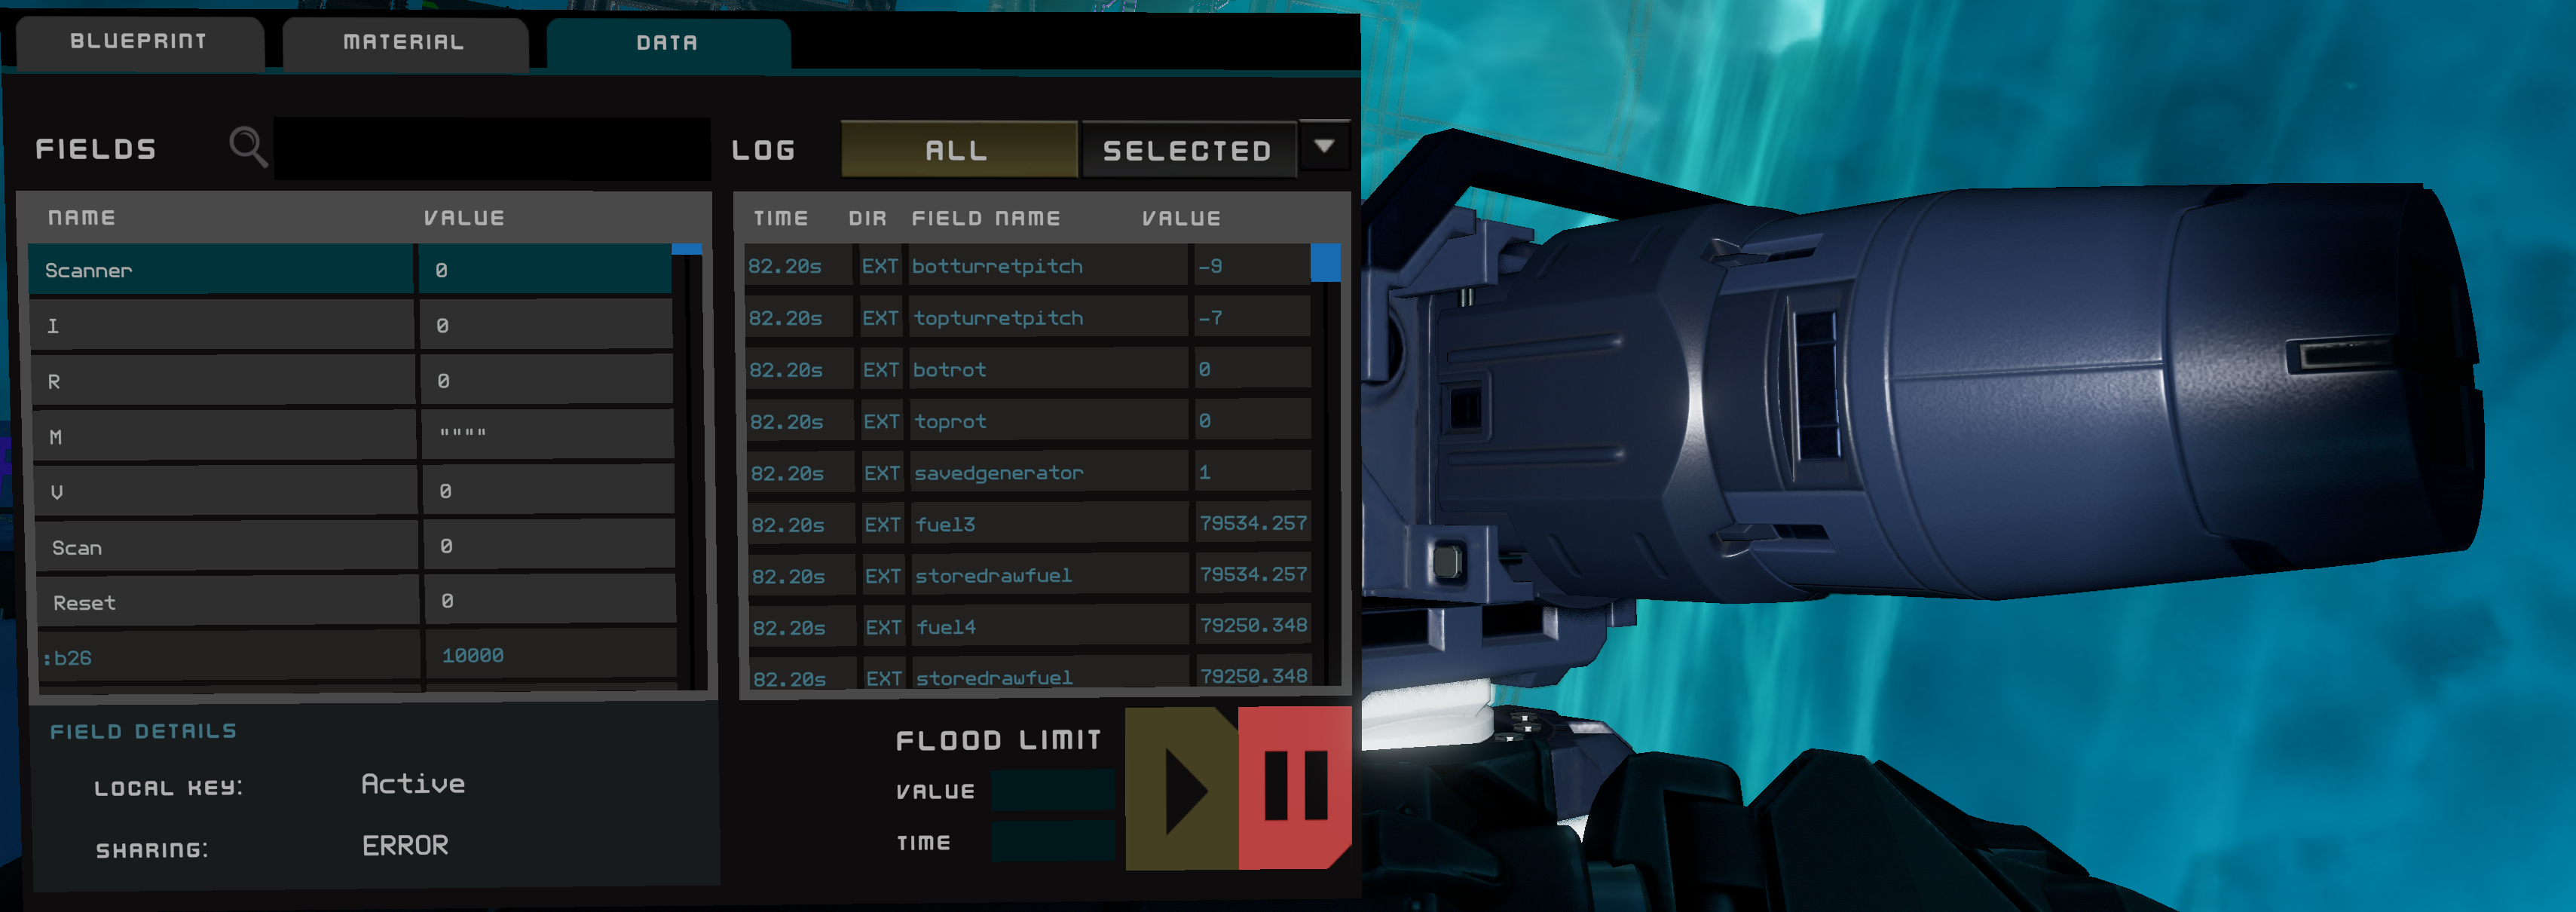 BLUEPRINT MATERIAL DATA
FIELDS LOG ALL SELECTED
NAME VALUE
Scanner 0
I 0
R 0
M """"
V 0
Scan 0
Reset 0
:b26 10000
FIELD DETAILS
LOCAL KEY: Active
SHARING: ERROR
TIME DIR FIELD NAME VALUE
82.20s EXT botturretpitch -9
82.20s EXT topturretpitch -7
82.20s EXT botrot 0
82.20s EXT toprot 0
82.20s EXT savedgenerator 1
82.20s EXT fuel3 79534.257
82.20s EXT storedrawfuel 79534.257
82.20s EXT fuel4 79250.348
82.20s EXT storedrawfuel 79250.348
FLOOD LIMIT
VALUE
TIME